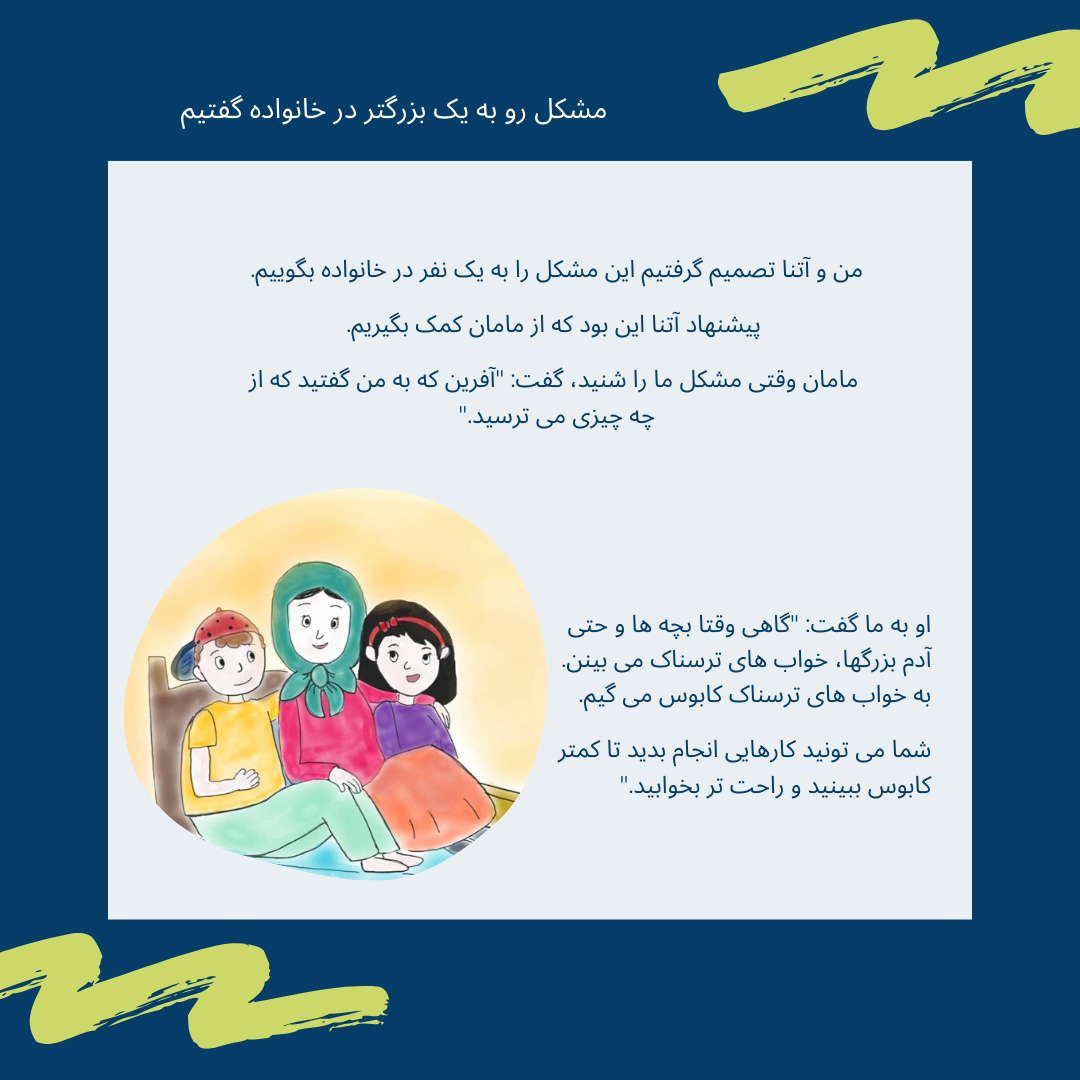 مشکل رو به یک بزرگتر در خانواده گفتیم
من و آتنا تصمیم گرفتیم این مشکل را به یک نفر در خانواده بگوییم.
پیشنهاد آتنا این بود که از مامان کمک بگیریم.
مامان وقتی مشکل ما را شنید، گفت: "آفرین که به من گفتید که از
چه چیزی می ترسید."
او به ما گفت: "گاهی وقتا بچه ها و حتی
آدم بزرگها، خواب های ترسناک می بینن.
به خواب های ترسناک کابوس می گیم.
شما می تونید کارهایی انجام بدید تا کمتر
کابوس ببینید و راحت تر بخوابید."